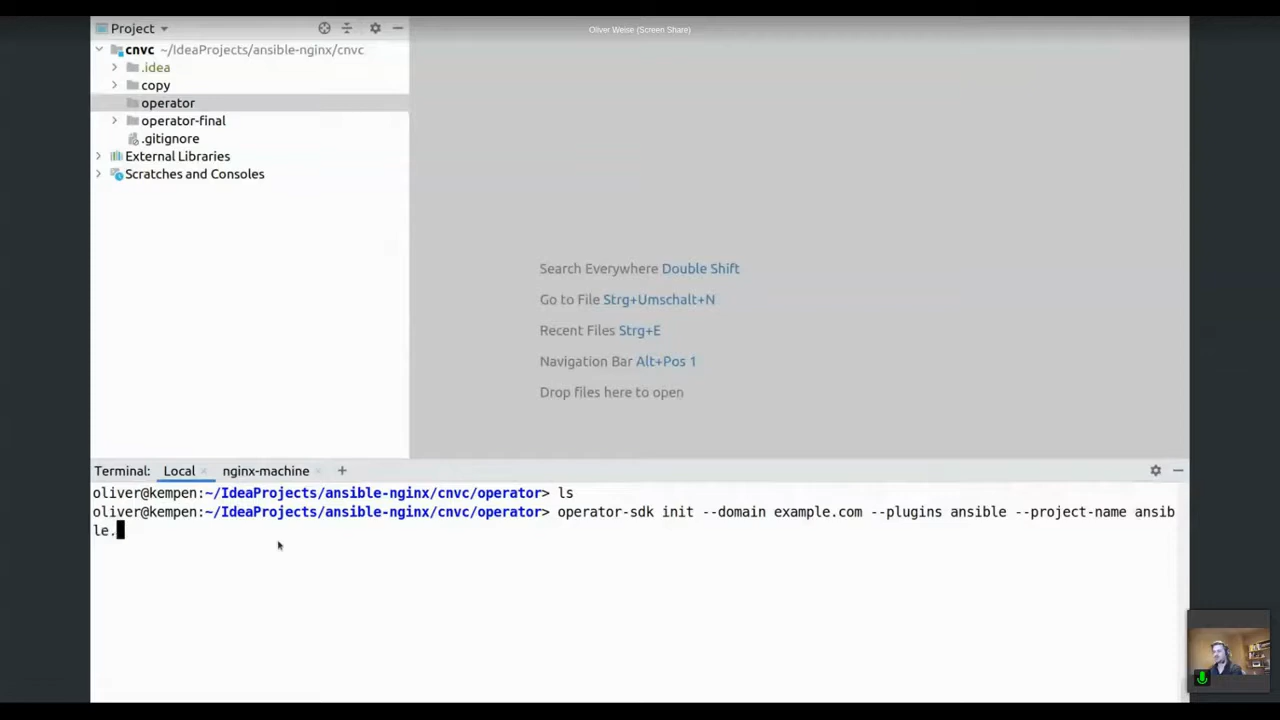 Project
Oliver Weise (Screen Share)
cnvc ~/IdeaProjects/ansible-nginx/cnvc
.idea
copy
operator
operator-final
.gitignore
External Libraries
Scratches and Consoles
Search Everywhere Double Shift
Go to File Strg+Umschalt+N
Recent Files Strg+E
Navigation Bar Alt+Pos 1
Drop files here to open
Terminal: Local nginx-machine
oliver@kempen:~/IdeaProjects/ansible-nginx/cnvc/operator> ls
oliver@kempen:~/IdeaProjects/ansible-nginx/cnvc/operator> operator-sdk init --domain example.com --plugins ansible --project-name ansib
le.